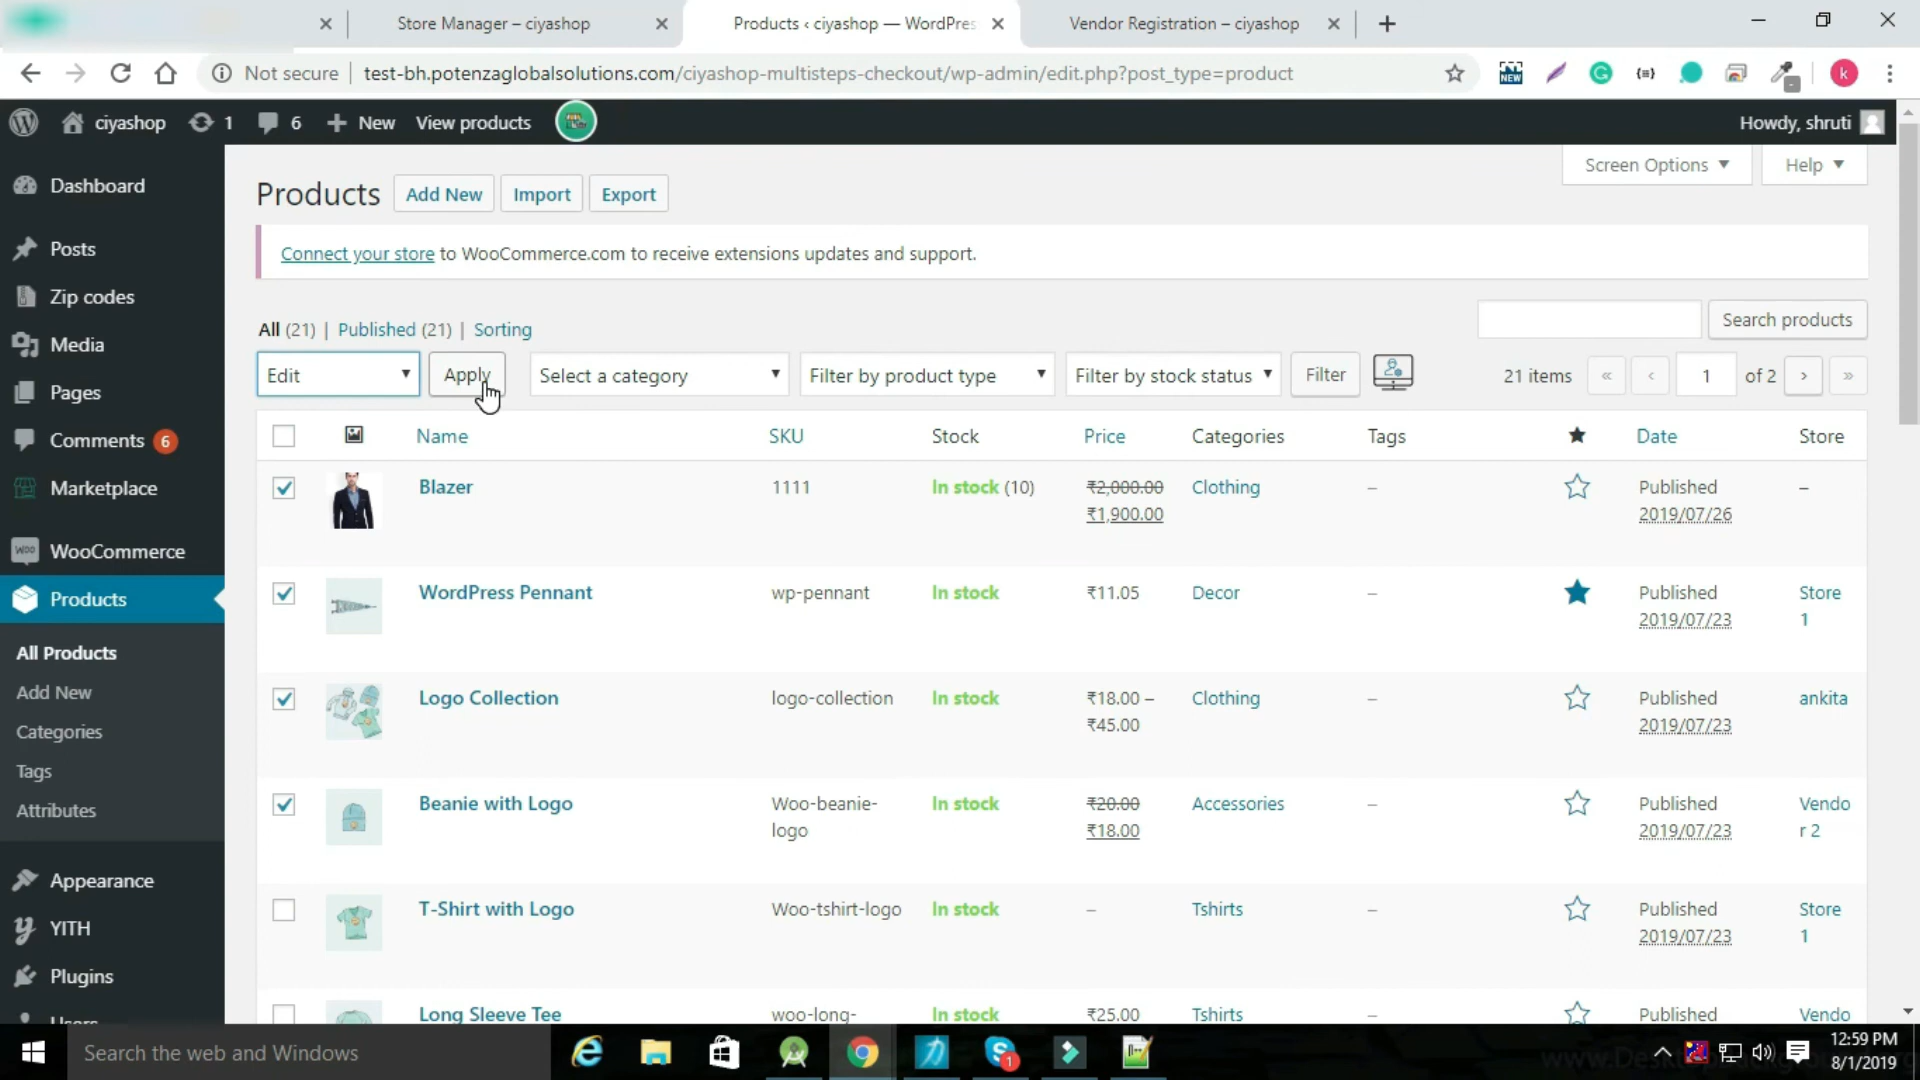 Store Manager – ciyashop
Products ‹ ciyashop — WordPres
Vendor Registration – ciyashop
Not secure
test-bh.potenzaglobalsolutions.com/ciyashop-multisteps-checkout/wp-admin/edit.php?post_type=product
NEW
k
ciyashop
1
6
New
View products
Howdy, shruti
Screen Options
Help
Dashboard
Posts
Zip codes
Media
Pages
Comments 6
Marketplace
WooCommerce
Products
All Products
Add New
Categories
Tags
Attributes
Appearance
YITH
Plugins
Users
Products
Add New
Import
Export
Connect your store to WooCommerce.com to receive extensions updates and support.
All (21) | Published (21) | Sorting
Search products
Edit
Apply
Select a category
Filter by product type
Filter by stock status
Filter
21 items
«
‹
1
of 2
›
»
Name
SKU
Stock
Price
Categories
Tags
Date
Store
Blazer
1111
In stock (10)
₹2,000.00
₹1,900.00
Clothing
–
Published
2019/07/26
–
WordPress Pennant
wp-pennant
In stock
₹11.05
Decor
–
Published
2019/07/23
Store
1
Logo Collection
logo-collection
In stock
₹18.00 –
₹45.00
Clothing
–
Published
2019/07/23
ankita
Beanie with Logo
Woo-beanie-
logo
In stock
₹20.00
₹18.00
Accessories
–
Published
2019/07/23
Vendo
r 2
T-Shirt with Logo
Woo-tshirt-logo
In stock
–
Tshirts
–
Published
2019/07/23
Store
1
Long Sleeve Tee
woo-long-
In stock
₹25.00
Tshirts
–
Published
Vendo
Search the web and Windows
1
12:59 PM
8/1/2019